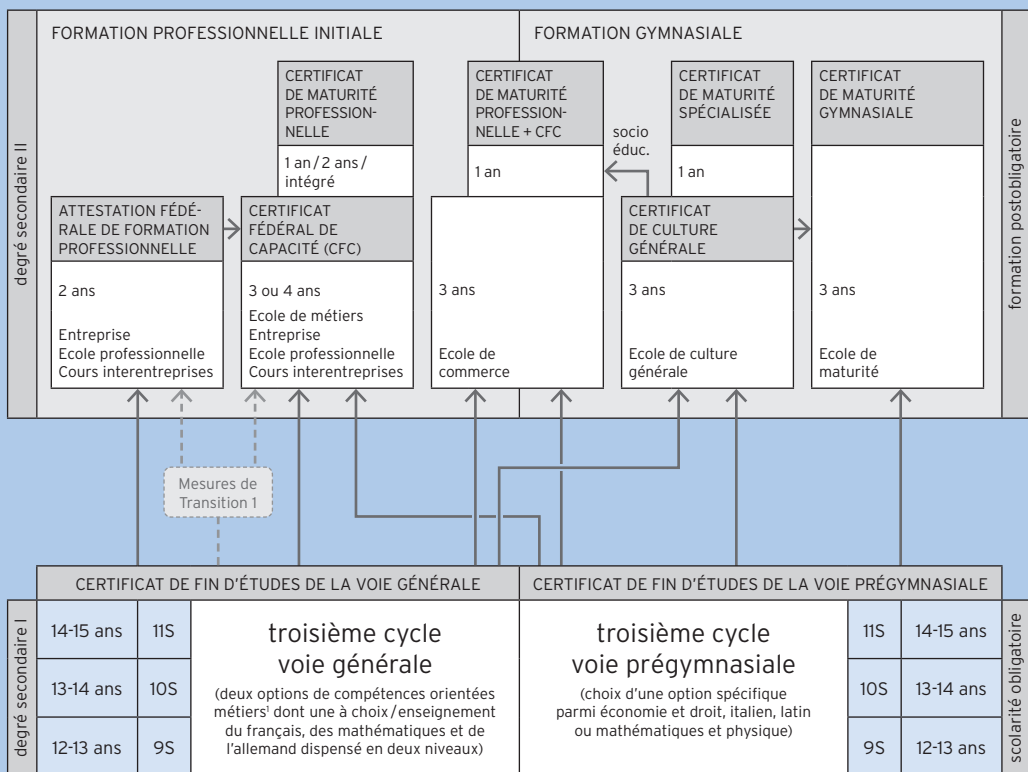 degré secondaire II
FORMATION PROFESSIONNELLE INITIALE
FORMATION GYMNASIALE
formation postobligatoire
CERTIFICAT
DE MATURITÉ
PROFESSION-
NELLE
1 an / 2 ans /
intégré
CERTIFICAT
DE MATURITÉ
PROFESSION-
NELLE + CFC
1 an
socio
éduc.
CERTIFICAT
DE MATURITÉ
SPÉCIALISÉE
1 an
CERTIFICAT
DE MATURITÉ
GYMNASIALE
ATTESTATION FÉDÉ-
RALE DE FORMATION
PROFESSIONNELLE
2 ans
Entreprise
Ecole professionnelle
Cours interentreprises
CERTIFICAT
FÉDÉRAL DE
CAPACITÉ (CFC)
3 ou 4 ans
Ecole de métiers
Entreprise
Ecole professionnelle
Cours interentreprises
3 ans
Ecole de
commerce
CERTIFICAT
DE CULTURE
GÉNÉRALE
3 ans
Ecole de culture
générale
3 ans
Ecole de
maturité
Mesures de
Transition 1
CERTIFICAT DE FIN D'ÉTUDES DE LA VOIE GÉNÉRALE
CERTIFICAT DE FIN D'ÉTUDES DE LA VOIE PRÉGYMNASIALE
degré secondaire I
14-15 ans 11S
13-14 ans 10S
12-13 ans 9S
troisième cycle
voie générale
(deux options de compétences orientées
métiers¹ dont une à choix / enseignement
du français, des mathématiques et de
l'allemand dispensé en deux niveaux)
troisième cycle
voie prégymnasiale
(choix d'une option spécifique
parmi économie et droit, italien, latin
ou mathématiques et physique)
11S 14-15 ans
10S 13-14 ans
9S 12-13 ans
scolarité obligatoire